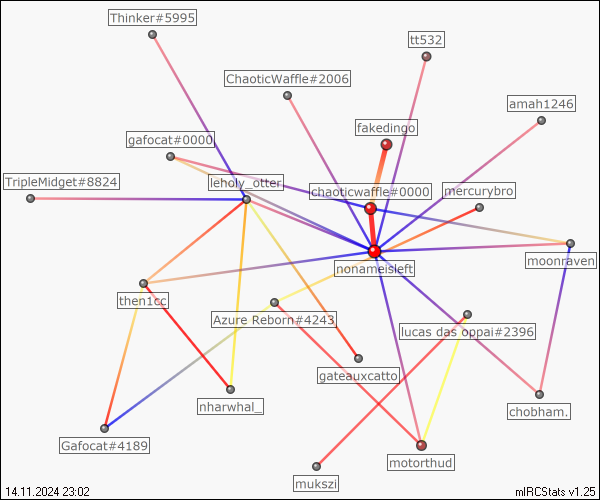 Thinker#5995
tt532
ChaoticWaffle#2006
amah1246
fakedingo
gafocat#0000
TripleMidget#8824
leholy_otter
chaoticwaffle#0000
mercurybro
nonameisleft
moonraven
then1cc
Azure Reborn#4243
lucas das oppai#2396
gateauxcatto
nharwhal_
chobham.
Gafocat#4189
motorthud
mukszi
14.11.2024 23:02
mIRCStats v1.25